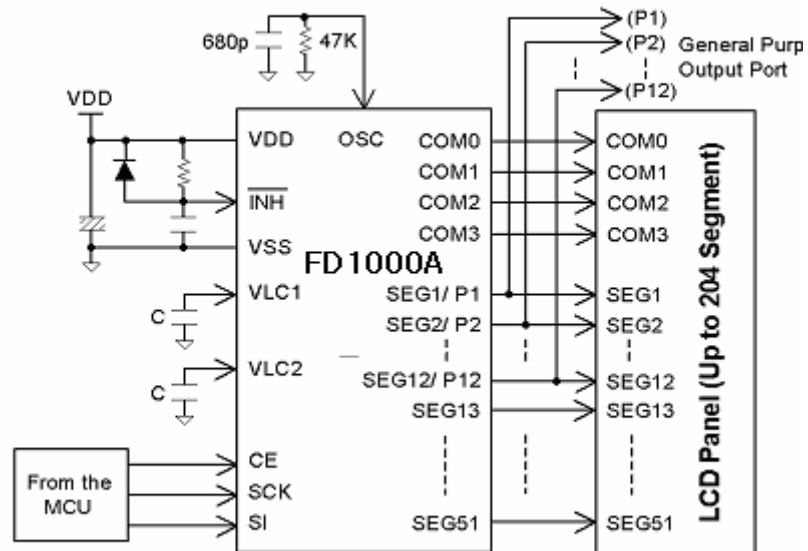 680p
47K
(P1)
(P2)
General Purp
Output Port
(P12)
VDD
VDD
OSC
INH
VSS
FD1000A
VLC1
C
VLC2
C
CE
SCK
SI
From the
MCU
COM0
COM1
COM2
COM3
SEG1/ P1
SEG2/ P2
SEG12/ P12
SEG13
SEG51
COM0
COM1
COM2
COM3
SEG1
SEG2
SEG12
SEG13
SEG51
LCD Panel (Up to 204 Segment)